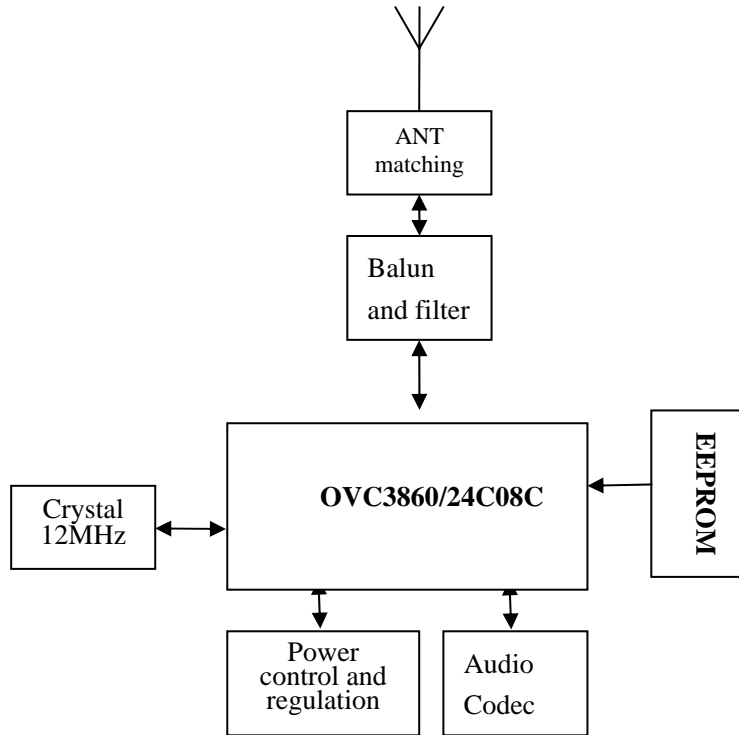 ANT
matching
Balun
and filter
OVC3860/24C08C
EEPROM
Crystal
12MHz
Power
control and
regulation
Audio
Codec